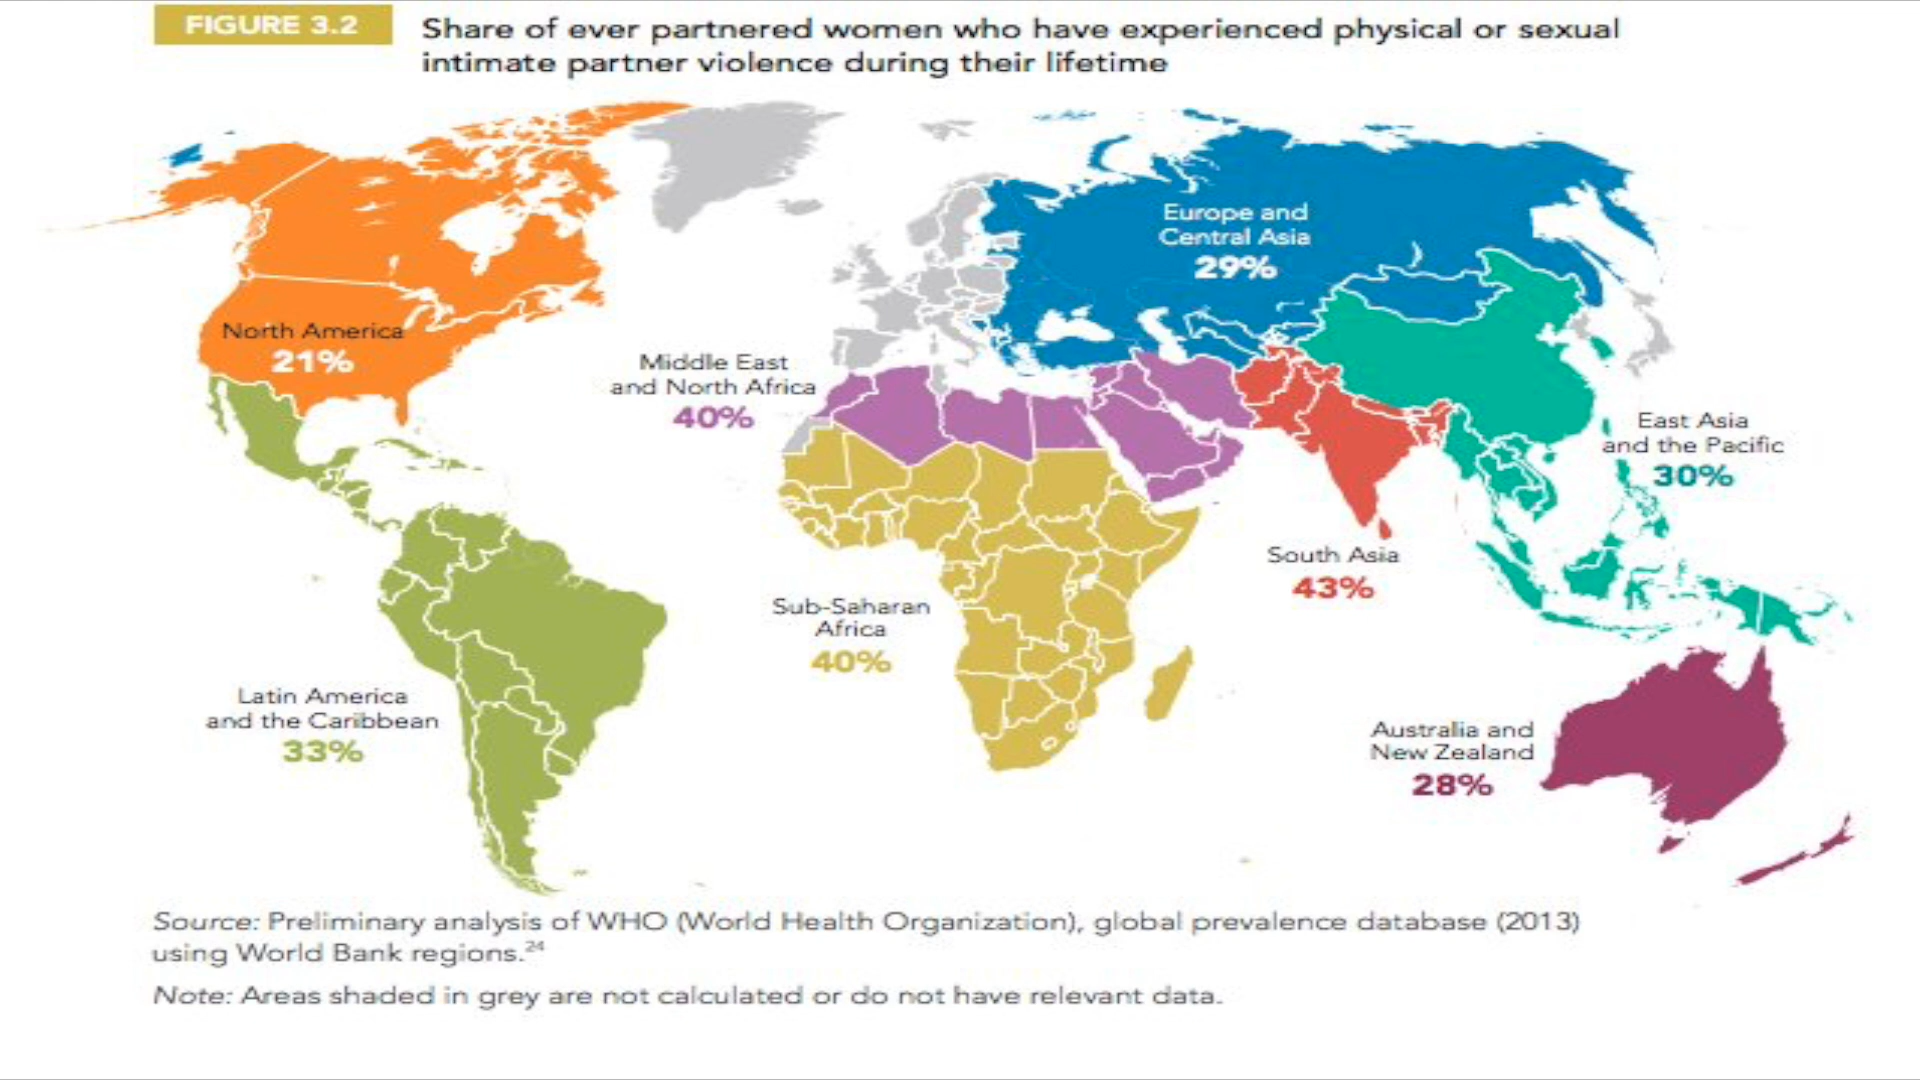 FIGURE 3.2
Share of ever partnered women who have experienced physical or sexual
intimate partner violence during their lifetime
Europe and
Central Asia
29%
North America
21%
Middle East
and North Africa
40%
East Asia
and the Pacific
30%
South Asia
43%
Sub-Saharan
Africa
40%
Latin America
and the Caribbean
33%
Australia and
New Zealand
28%
Source: Preliminary analysis of WHO (World Health Organization), global prevalence database (2013)
using World Bank regions.24
Note: Areas shaded in grey are not calculated or do not have relevant data.